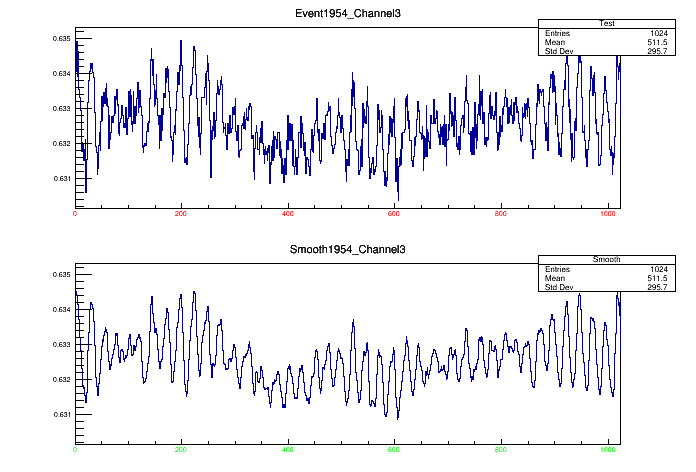 Event1954_Channel3
Test
Entries 1024
Mean 511.5
Std Dev 295.7
0.635
0.634
0.633
0.632
0.631
0 200 400 600 800 1000
Smooth1954_Channel3
Smooth
Entries 1024
Mean 511.5
Std Dev 295.7
0.635
0.634
0.633
0.632
0.631
0 200 400 600 800 1000